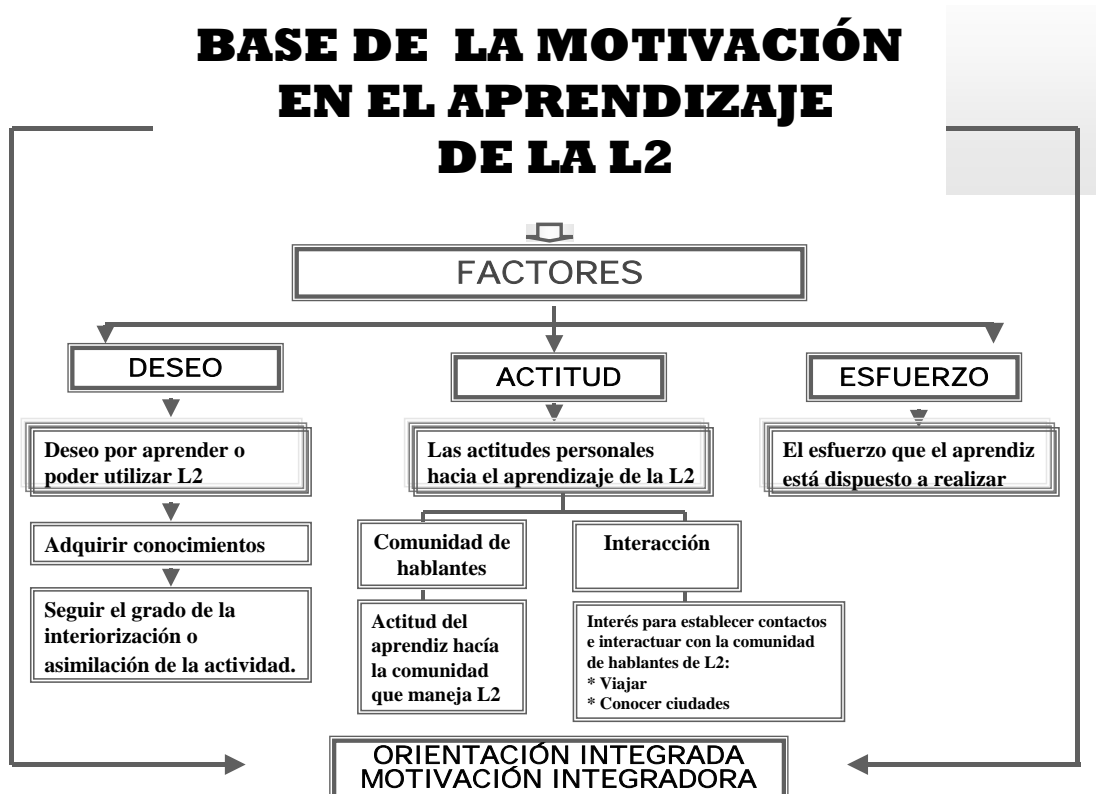 BASE DE LA MOTIVACIÓN
EN EL APRENDIZAJE
DE LA L2
FACTORES
DESEO
ACTITUD
ESFUERZO
Deseo por aprender o
poder utilizar L2
Las actitudes personales
hacia el aprendizaje de la L2
El esfuerzo que el aprendiz
está dispuesto a realizar
Adquirir conocimientos
Seguir el grado de la
interiorización o
asimilación de la actividad.
Comunidad de
hablantes
Interacción
Actitud del
aprendiz hacía
la comunidad
que maneja L2
Interés para establecer contactos
e interactuar con la comunidad
de hablantes de L2:
* Viajar
* Conocer ciudades
ORIENTACIÓN INTEGRADA
MOTIVACIÓN INTEGRADORA